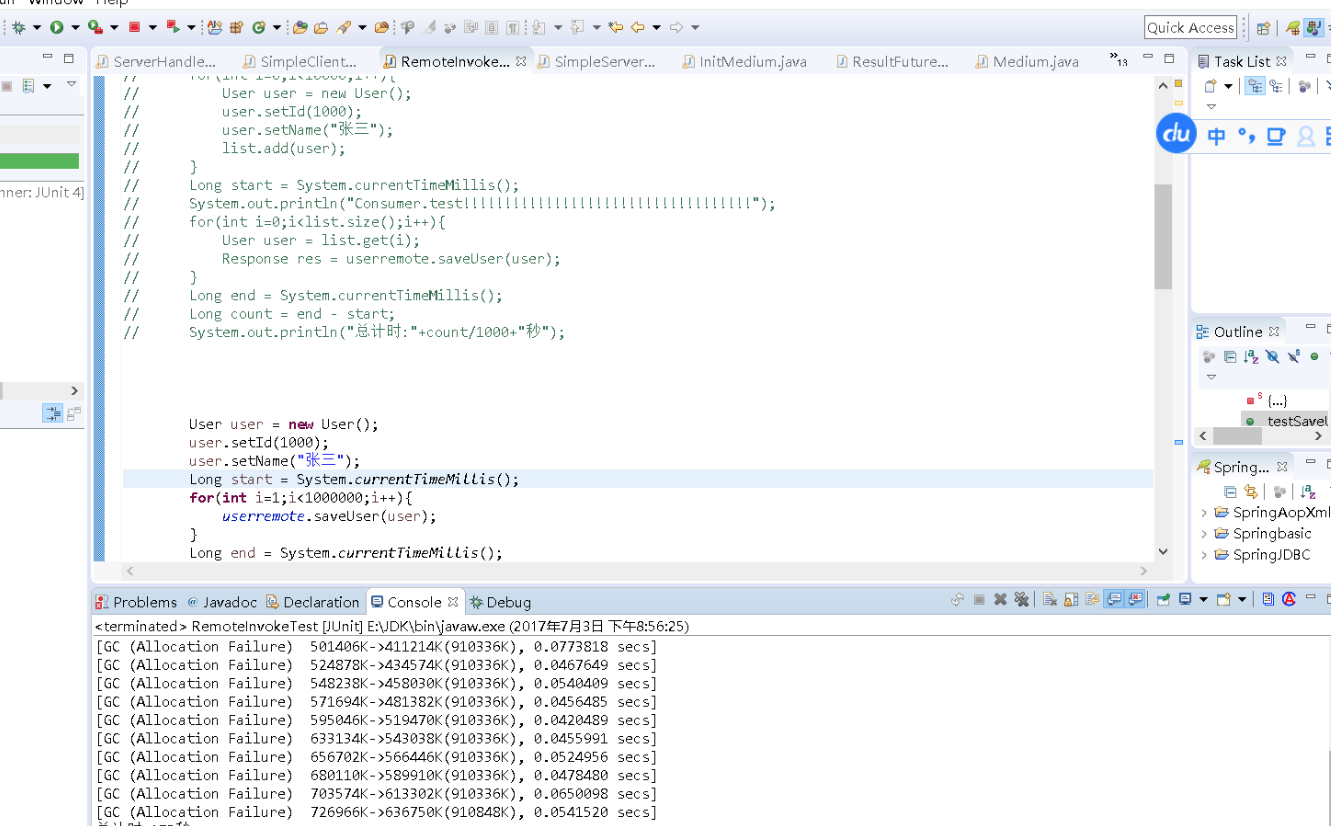 Window Help
Quick Access
ServerHandle...
SimpleClient...
RemoteInvoke...
SimpleServer...
InitMedium.java
ResultFuture...
Medium.java
»13
Task List
du 中
// for(int i=0;i<10000;i++){
// User user = new User();
// user.setId(1000);
// user.setName("张三");
// list.add(user);
// }
nner: JUnit 4]
// Long start = System.currentTimeMillis();
// System.out.println("Consumer.test!!!!!!!!!!!!!!!!!!!!!!!!!!!!!!!!!!!");
// for(int i=0;i<list.size();i++){
// User user = list.get(i);
// Response res = userremote.saveUser(user);
// }
// Long end = System.currentTimeMillis();
// Long count = end - start;
// System.out.println("总计时:"+count/1000+"秒");
Outline
{...}
testSaveU
User user = new User();
user.setId(1000);
user.setName("张三");
Long start = System.currentTimeMillis();
for(int i=1;i<1000000;i++){
userremote.saveUser(user);
}
Long end = System.currentTimeMillis();
Spring...
SpringAopXml
Springbasic
SpringJDBC
Problems @ Javadoc Declaration Console Debug
<terminated> RemoteInvokeTest [JUnit] E:\JDK\bin\javaw.exe (2017年7月3日 下午8:56:25)
[GC (Allocation Failure) 501406K->411214K(910336K), 0.0773818 secs]
[GC (Allocation Failure) 524878K->434574K(910336K), 0.0467649 secs]
[GC (Allocation Failure) 548238K->458030K(910336K), 0.0540409 secs]
[GC (Allocation Failure) 571694K->481382K(910336K), 0.0456485 secs]
[GC (Allocation Failure) 595046K->519470K(910336K), 0.0420489 secs]
[GC (Allocation Failure) 633134K->543038K(910336K), 0.0455991 secs]
[GC (Allocation Failure) 656702K->566446K(910336K), 0.0524956 secs]
[GC (Allocation Failure) 680110K->589910K(910336K), 0.0478480 secs]
[GC (Allocation Failure) 703574K->613302K(910336K), 0.0650098 secs]
[GC (Allocation Failure) 726966K->636750K(910848K), 0.0541520 secs]